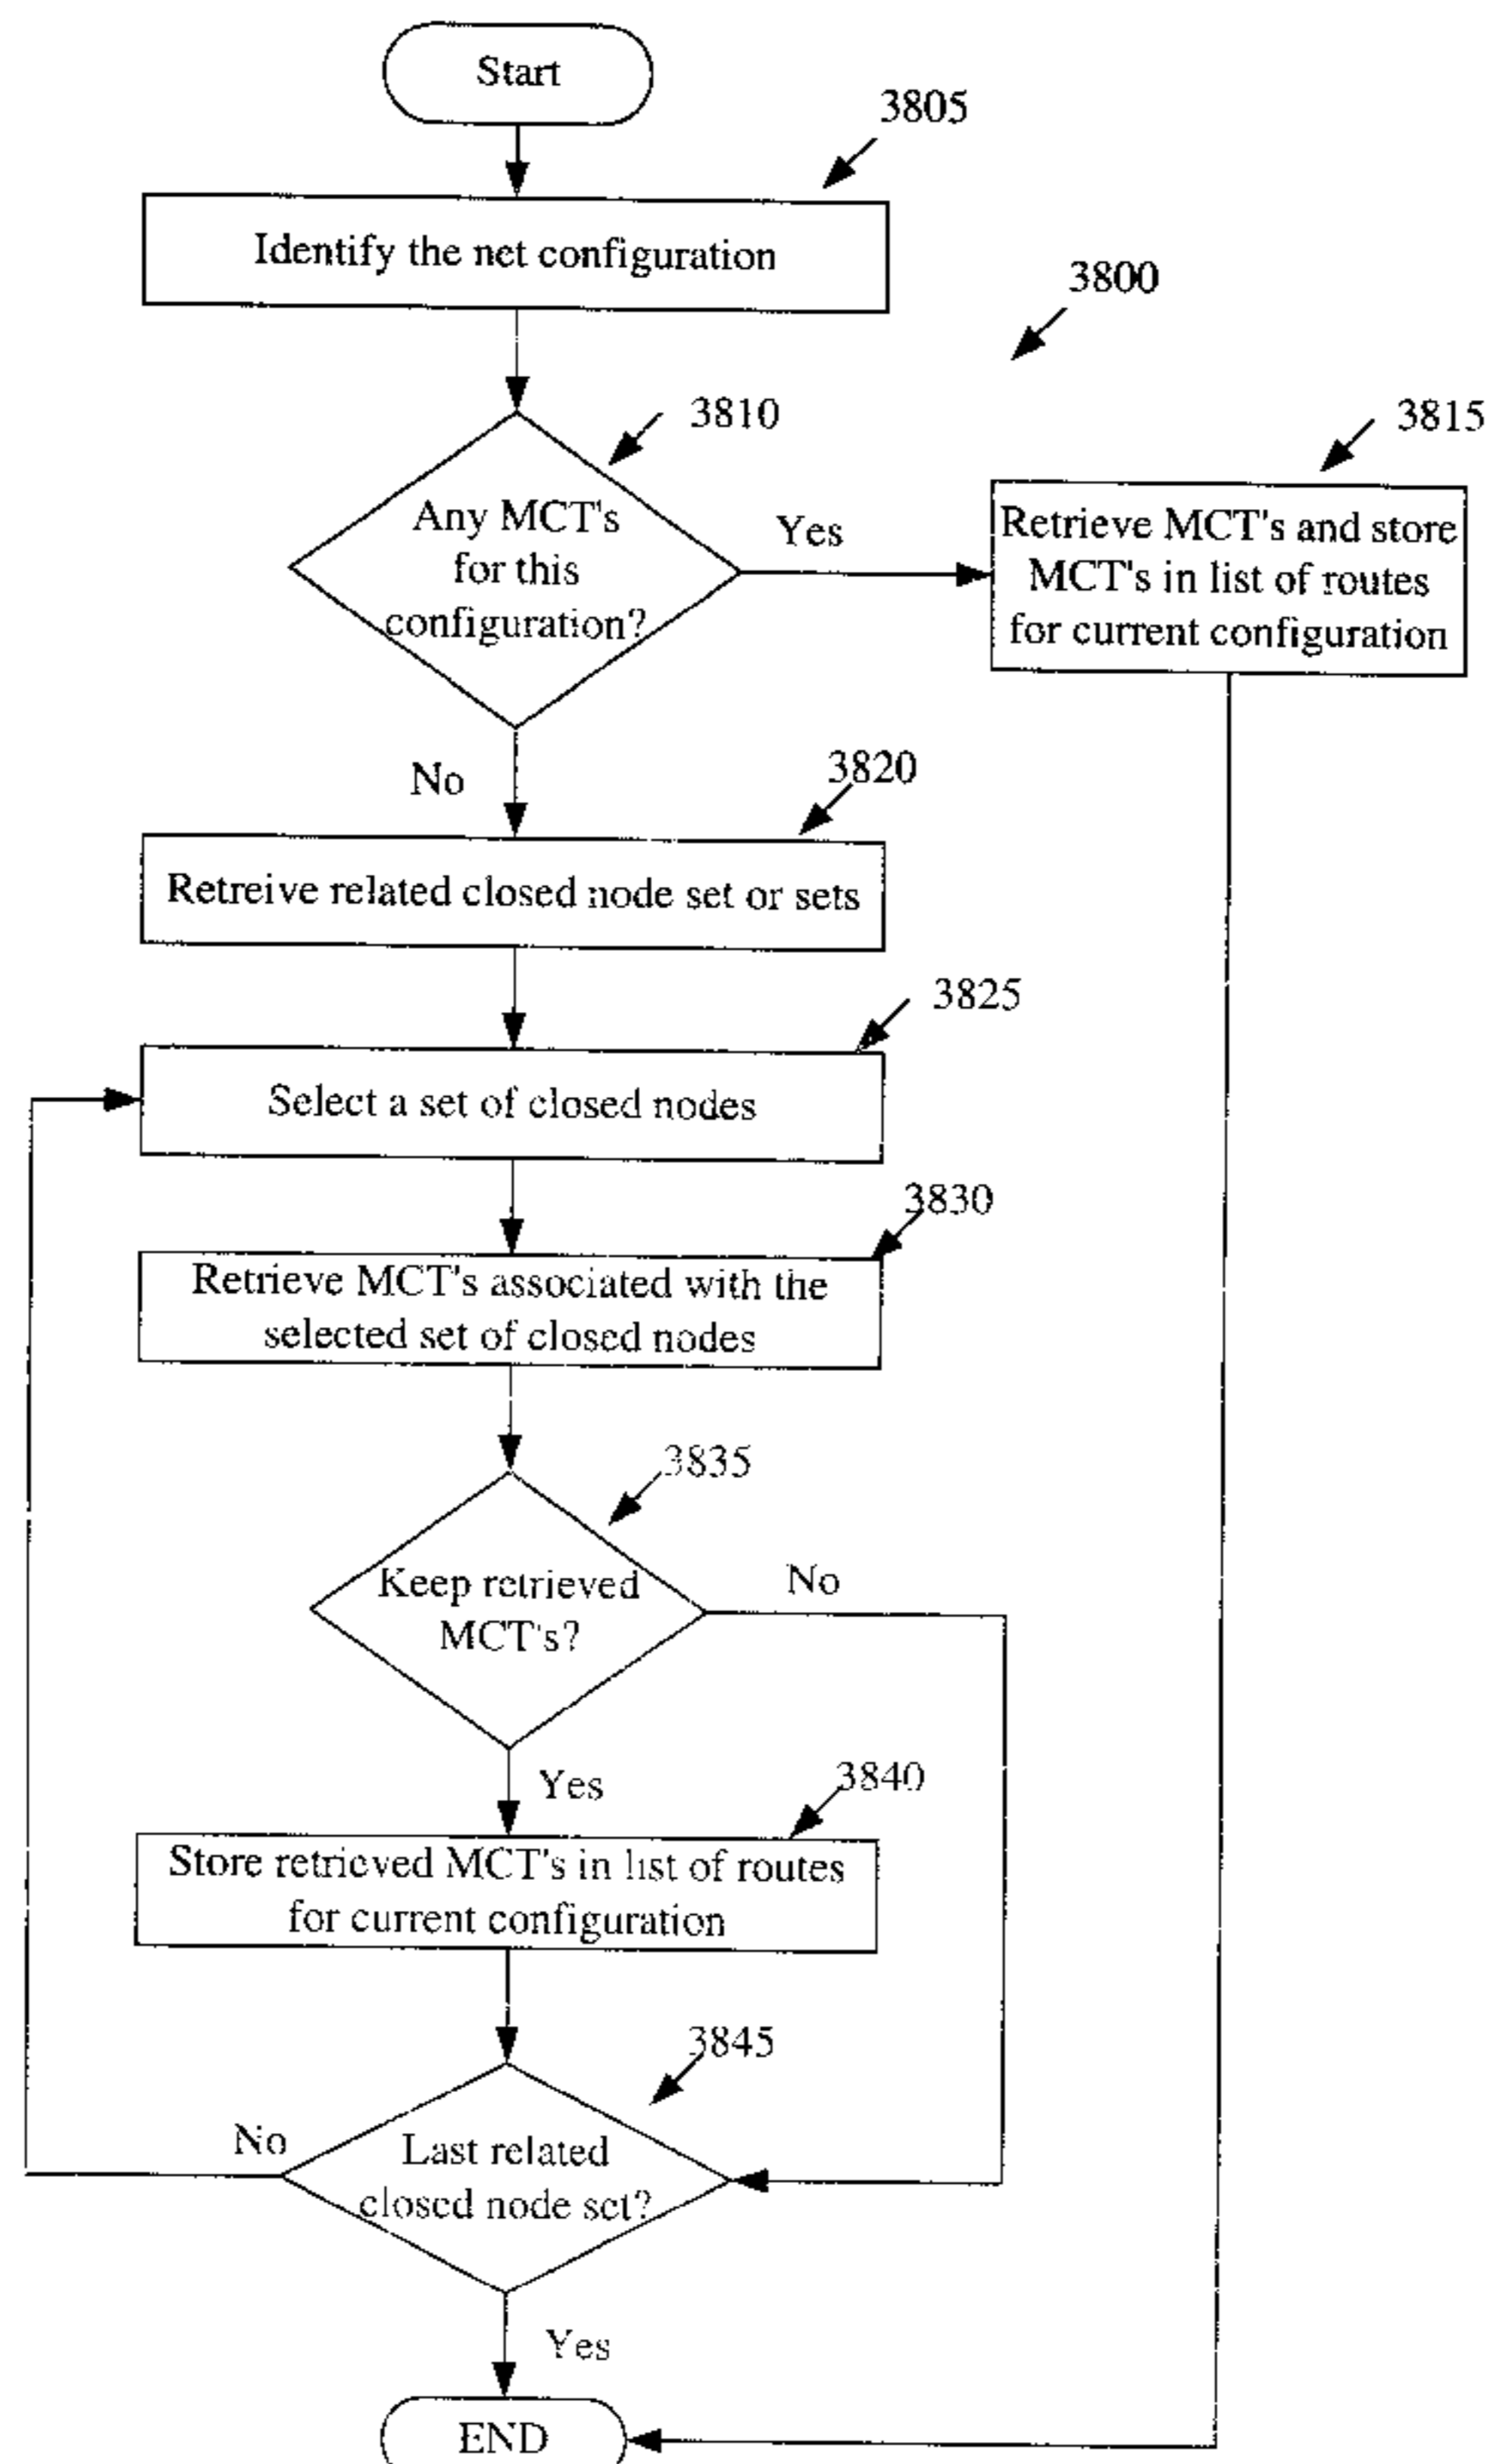 Start
3805
Identify the net configuration
3800
3810
3815
Any MCT's
for this
configuration?
Yes
Retrieve MCT's and store
MCT's in list of routes
for current configuration
No
3820
Retreive related closed node set or sets
3825
Select a set of closed nodes
3830
Retrieve MCT's associated with the
selected set of closed nodes
3835
Keep retrieved
MCT's?
No
Yes
3840
Store retrieved MCT's in list of routes
for current configuration
3845
No
Last related
closed node set?
Yes
END